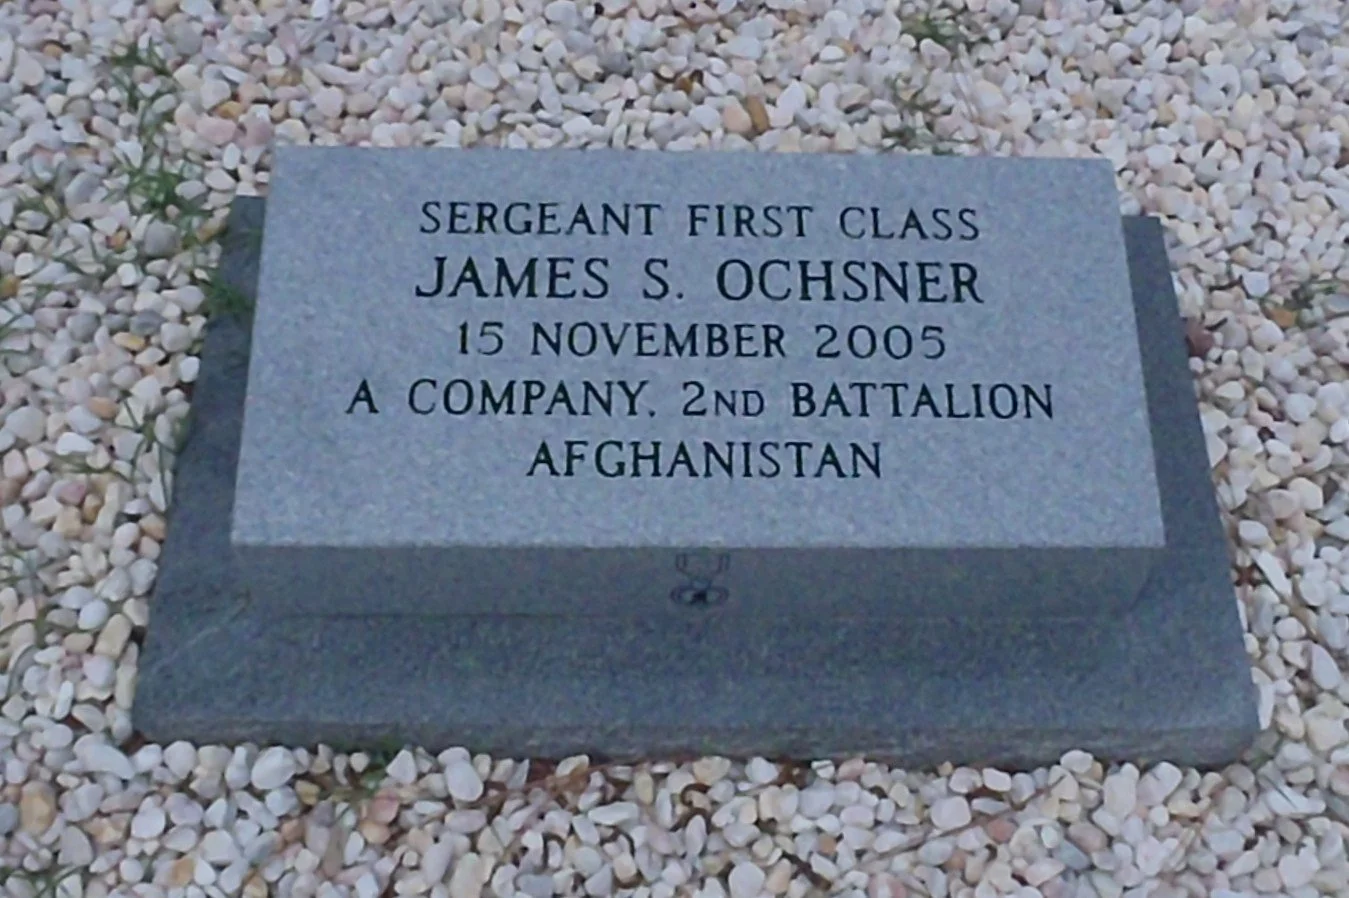 SERGEANT FIRST CLASS
JAMES S. OCHSNER
15 NOVEMBER 2005
A COMPANY. 2ND BATTALION
AFGHANISTAN